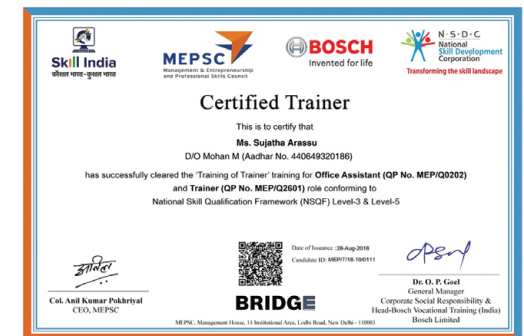 Skill India
कौशल भारत-कुशल भारत
MEPSC
Management & Entrepreneurship
and Professional Skills Council
BOSCH
Invented for life
N·S·D·C
National
Skill Development
Corporation
Transforming the skill landscape
Certified Trainer
This is to certify that
Ms. Sujatha Arassu
D/O Mohan M (Aadhar No. 440649320186)
has successfully cleared the 'Training of Trainer' training for Office Assistant (QP No. MEP/Q0202)
and Trainer (QP No. MEP/Q2601) role conforming to
National Skill Qualification Framework (NSQF) Level-3 & Level-5
Date of Issuance :28-Aug-2018
Candidate ID: MEP/T/18-19/0111
Col. Anil Kumar Pokhriyal
CEO, MEPSC
BRIDGE
Dr. O. P. Goel
General Manager
Corporate Social Responsibility &
Head-Bosch Vocational Training (India)
Bosch Limited
MEPSC, Management House, 14 Institutional Area, Lodhi Road, New Delhi - 110003